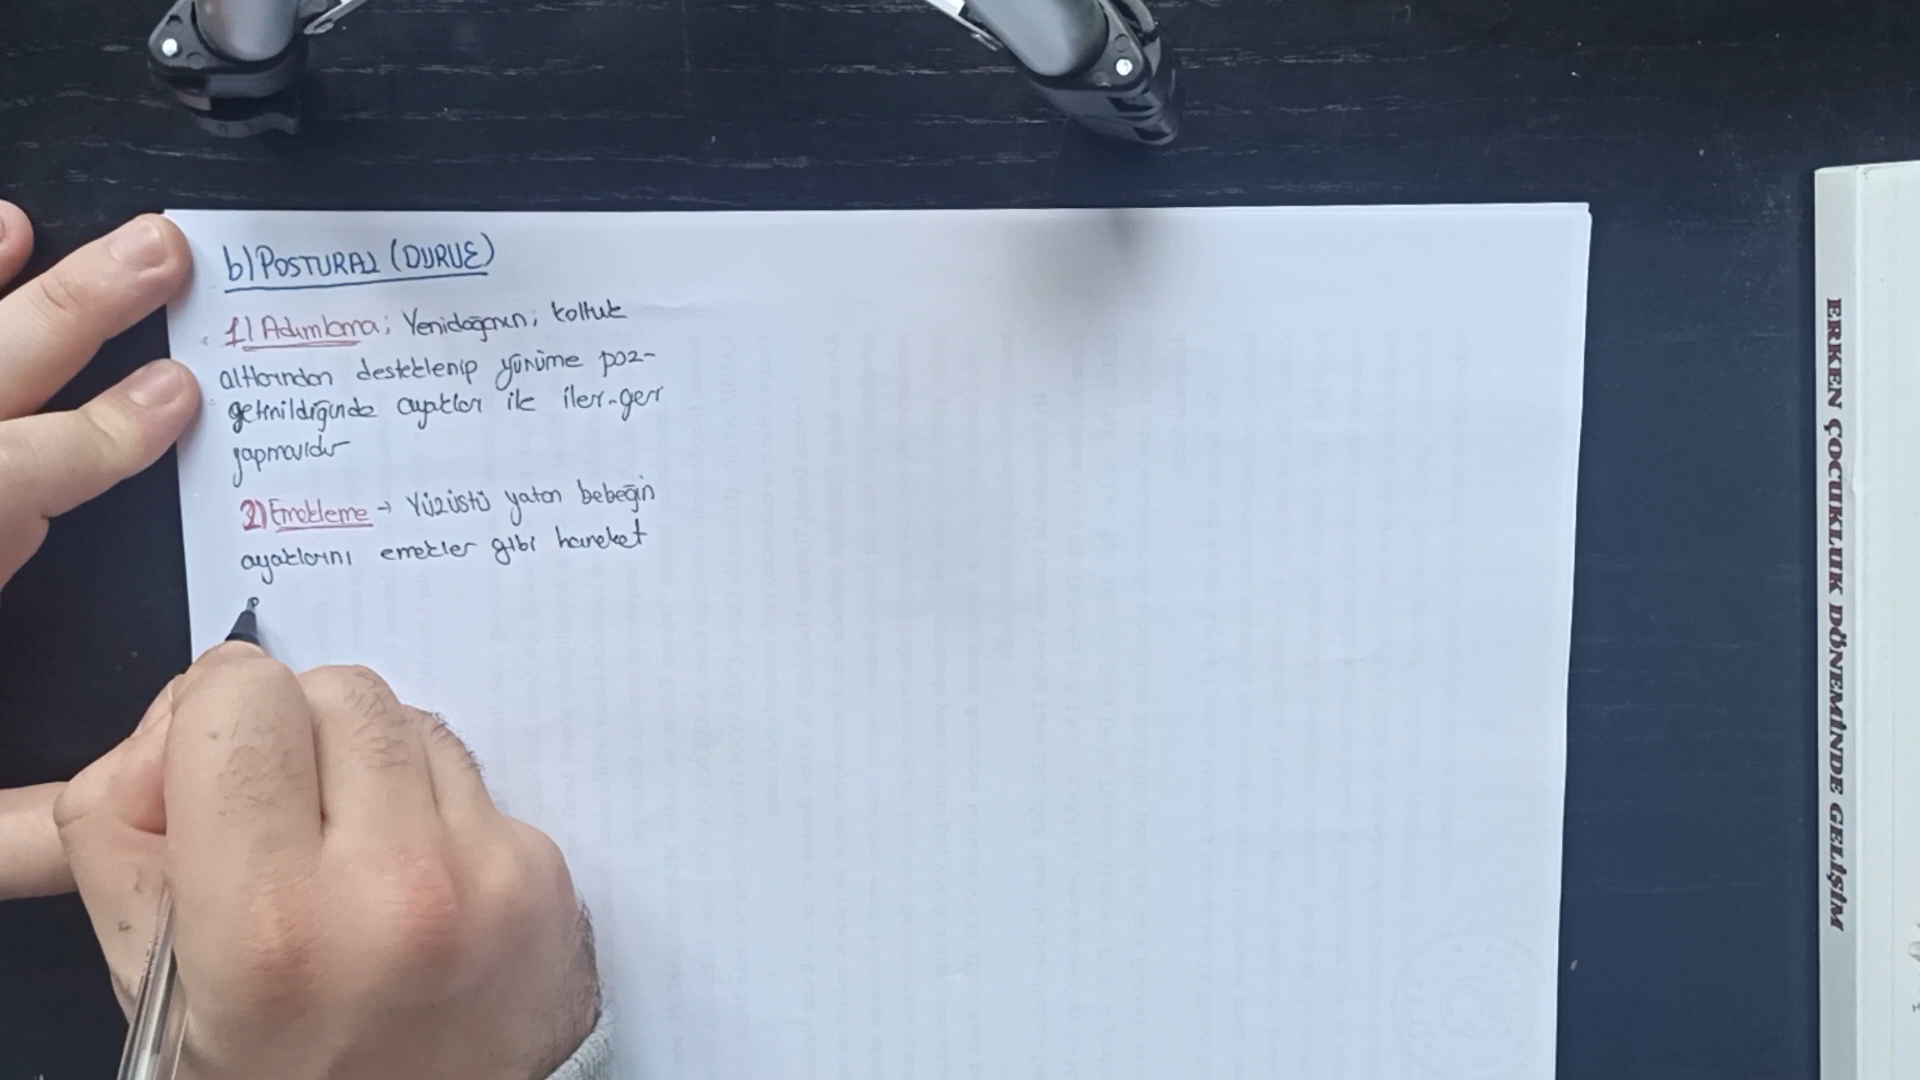 b) POSTURAL (DURUŞ)
1) Adımlama; Yenidoğanın; koltuk
altlarından desteklenip yürüme poz-
getirildiğinde ayaklar ile ileri-geri
yapmasıdır
2) Emekleme → Yüzüstü yatan bebeğin
ayaklarını emekler gibi hareket
e
ERKEN ÇOCUKLUK DÖNEMİNDE GELİŞİM